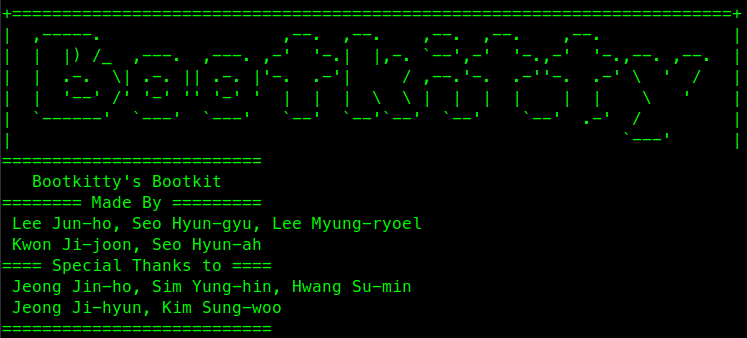 Bootkitty
Bootkitty's Bootkit
======== Made By =========
Lee Jun-ho, Seo Hyun-gyu, Lee Myung-ryoel
Kwon Ji-joon, Seo Hyun-ah
==== Special Thanks to ====
Jeong Jin-ho, Sim Yung-hin, Hwang Su-min
Jeong Ji-hyun, Kim Sung-woo